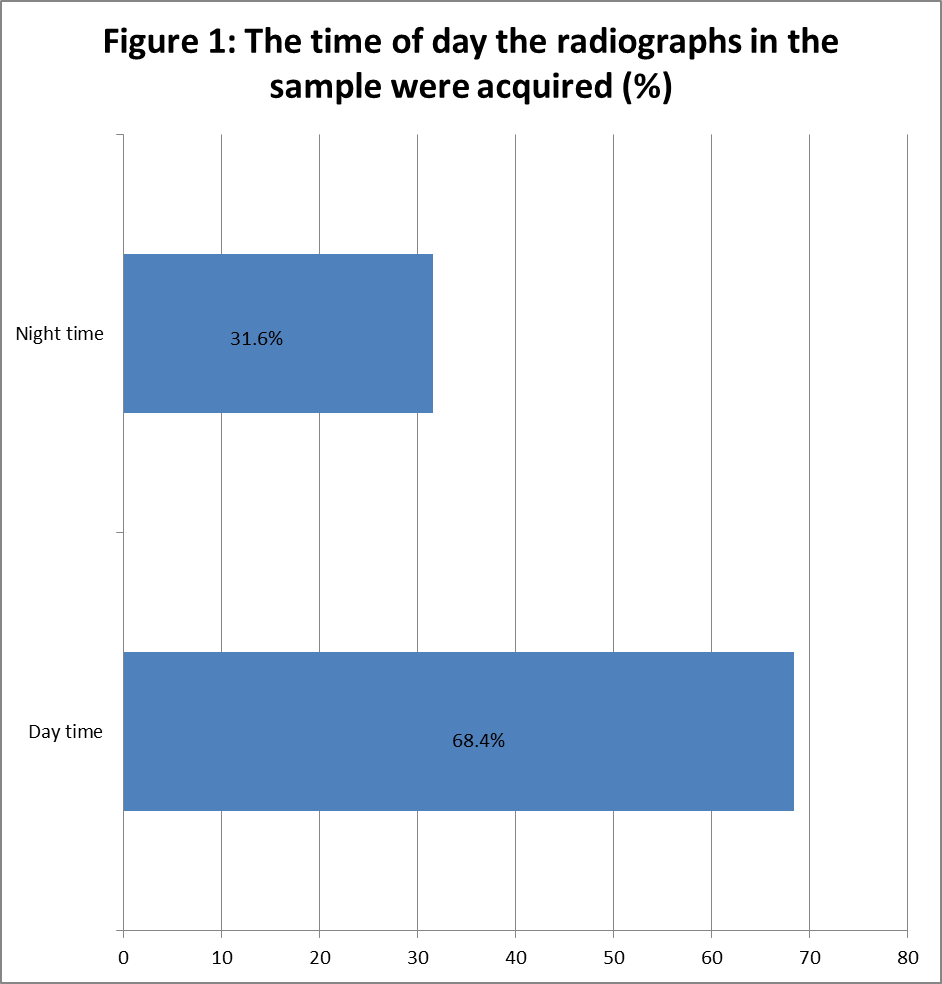 Figure 1: The time of day the radiographs in the
sample were acquired (%)
Night time
31.6%
Day time
68.4%
0 10 20 30 40 50 60 70 80